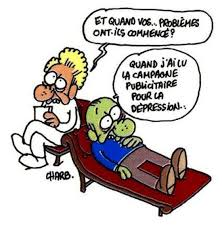 ET QUAND VOS... PROBLÈMES
ONT-ILS COMMENCÉ?
QUAND J'AI LU
LA CAMPAGNE
PUBLICITAIRE
POUR LA
DÉPRESSION...
CHARB.